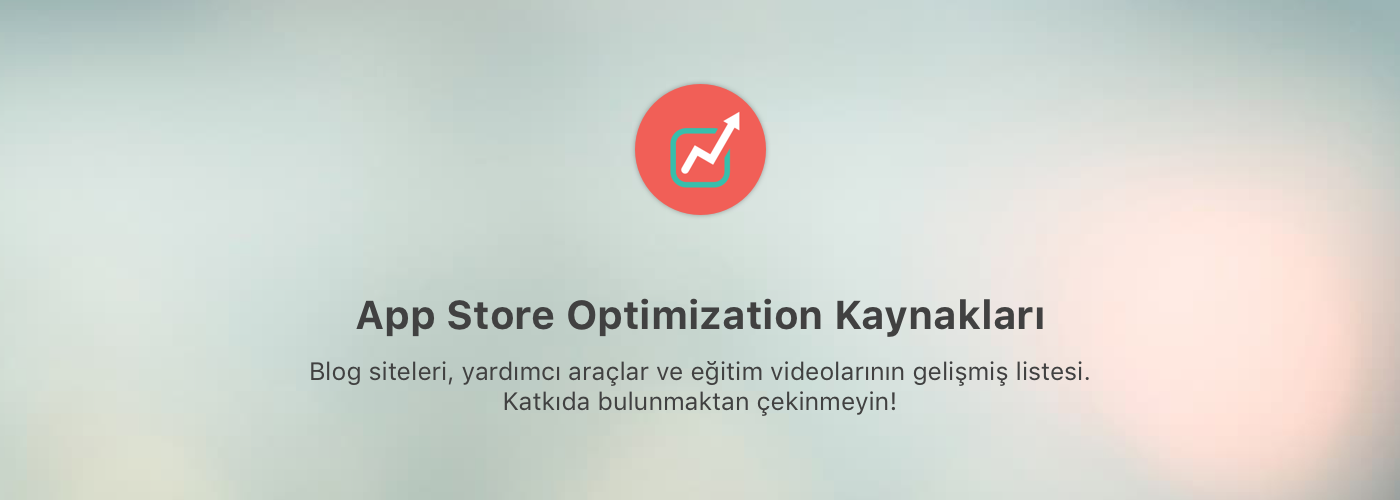 App Store Optimization Kaynakları
Blog siteleri, yardımcı araçlar ve eğitim videolarının gelişmiş listesi.
Katkıda bulunmaktan çekinmeyin!